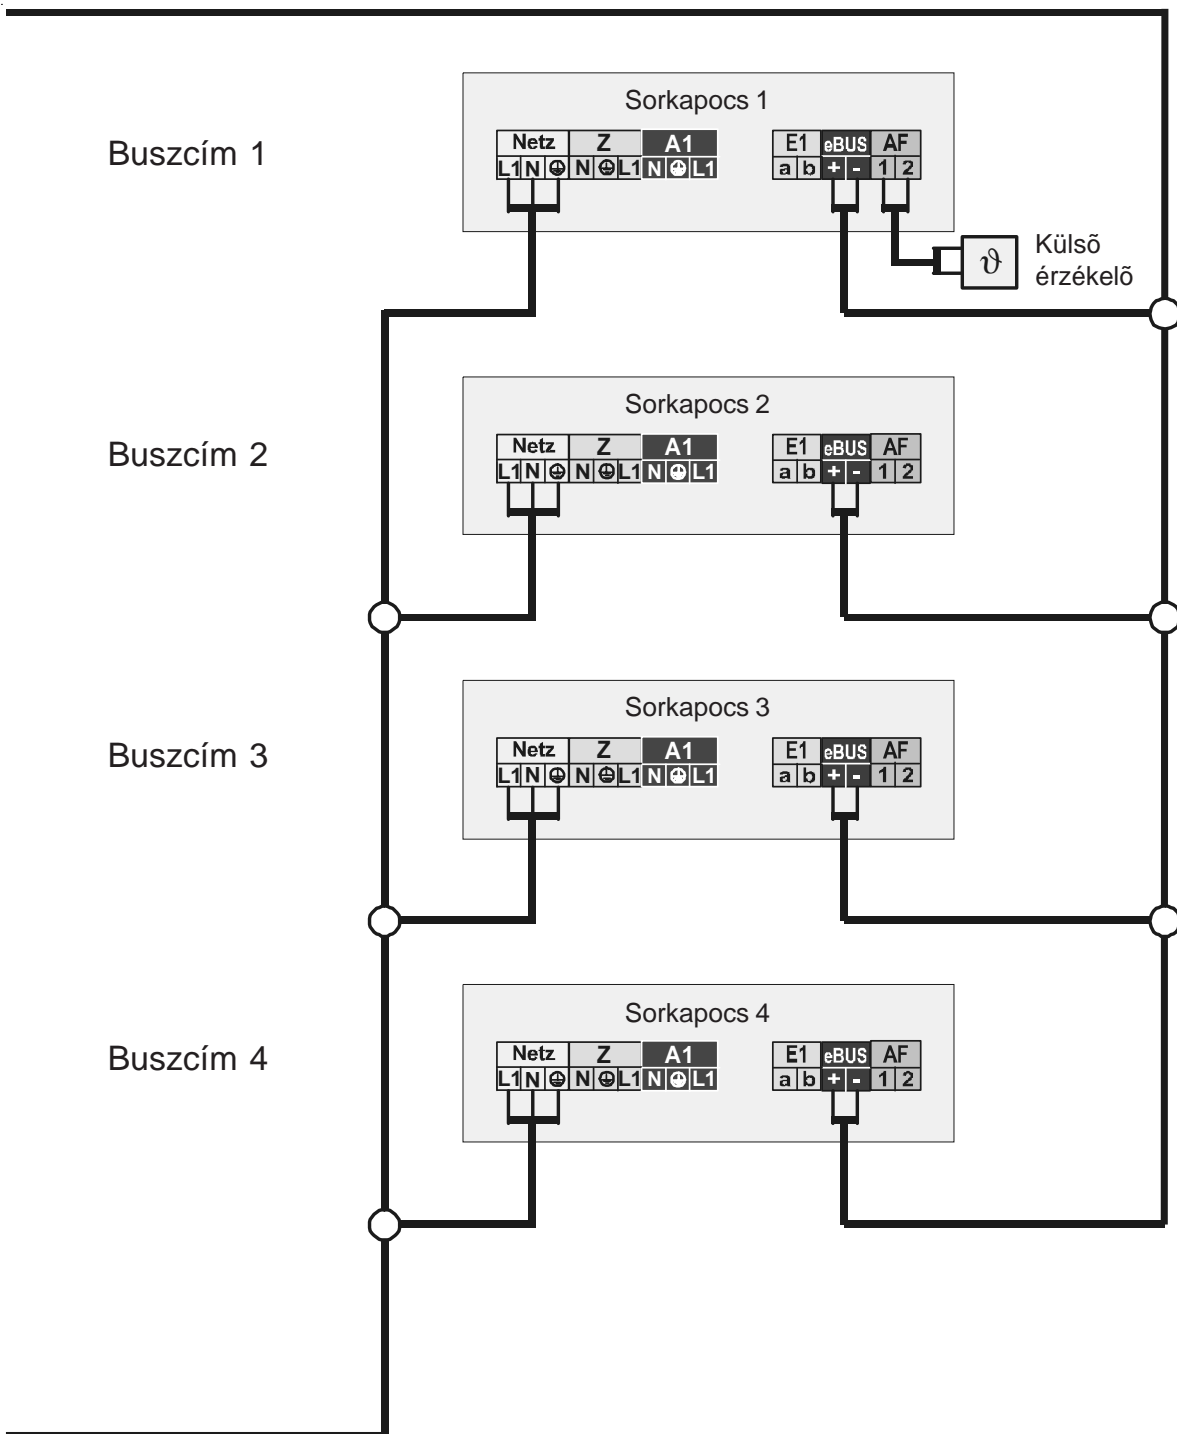 Sorkapocs 1
Buszcím 1
Netz Z A1 E1 eBUS AF
L1 N N L1 N L1 a b + - 1 2
Külsõ
ϑ
érzékelõ
Sorkapocs 2
Buszcím 2
Netz Z A1 E1 eBUS AF
L1 N N L1 N L1 a b + - 1 2
Sorkapocs 3
Buszcím 3
Netz Z A1 E1 eBUS AF
L1 N N L1 N L1 a b + - 1 2
Sorkapocs 4
Buszcím 4
Netz Z A1 E1 eBUS AF
L1 N N L1 N L1 a b + - 1 2